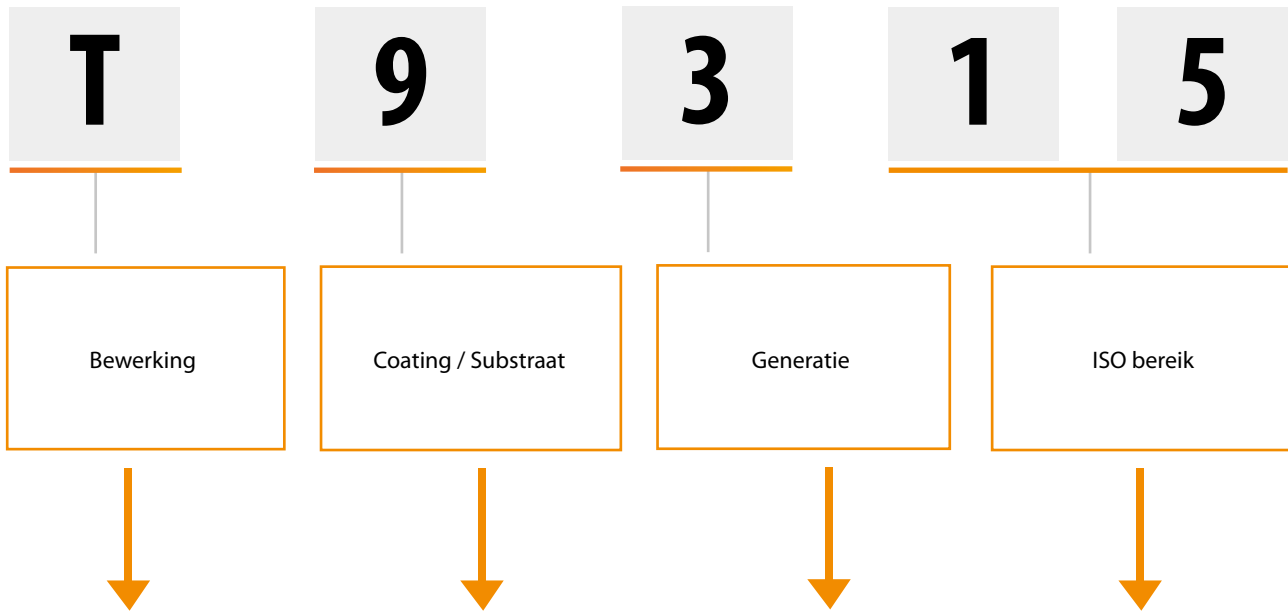 T 9 3 1 5
Bewerking
Coating / Substraat
Generatie
ISO bereik